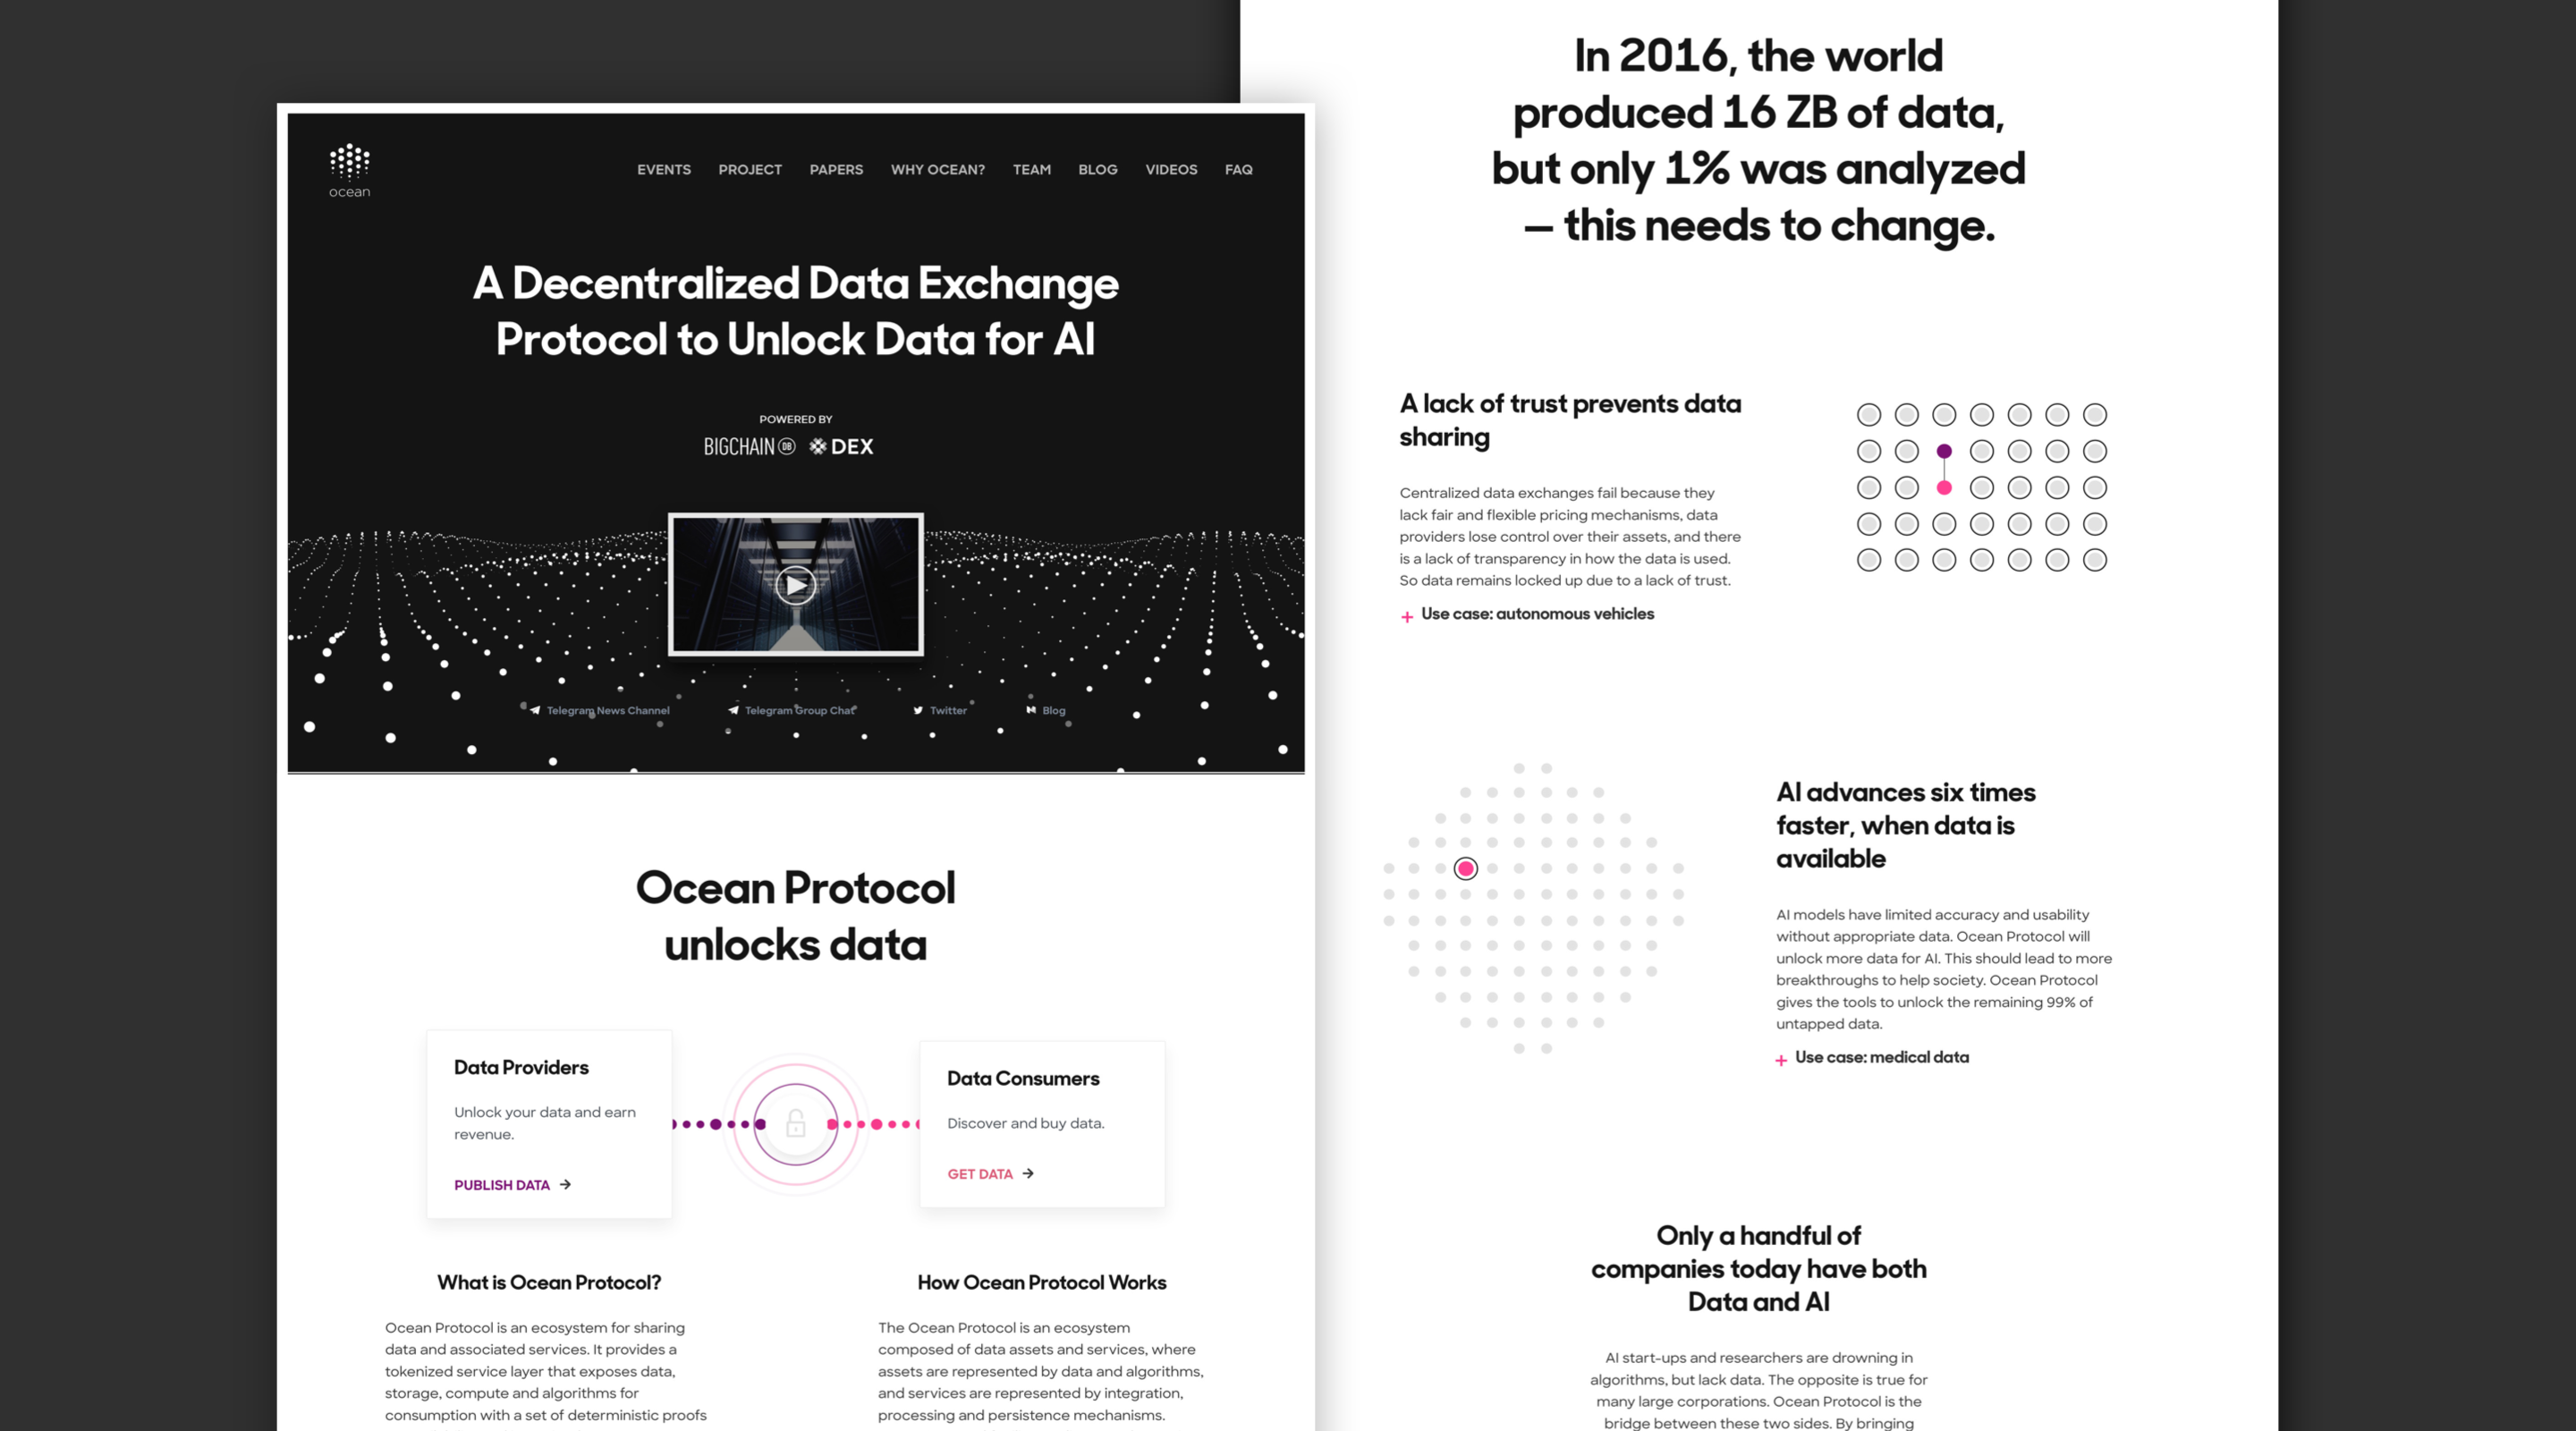 ocean
EVENTS PROJECT PAPERS WHY OCEAN? TEAM BLOG VIDEOS FAQ
A Decentralized Data Exchange
Protocol to Unlock Data for AI
POWERED BY
BIGCHAIN DB DEX
Telegram News Channel Telegram Group Chat Twitter Blog
Ocean Protocol
unlocks data
Data Providers
Unlock your data and earn
revenue.
PUBLISH DATA →
Data Consumers
Discover and buy data.
GET DATA →
What is Ocean Protocol?
Ocean Protocol is an ecosystem for sharing
data and associated services. It provides a
tokenized service layer that exposes data,
storage, compute and algorithms for
consumption with a set of deterministic proofs
How Ocean Protocol Works
The Ocean Protocol is an ecosystem
composed of data assets and services, where
assets are represented by data and algorithms,
and services are represented by integration,
processing and persistence mechanisms.
In 2016, the world
produced 16 ZB of data,
but only 1% was analyzed
– this needs to change.
A lack of trust prevents data
sharing
Centralized data exchanges fail because they
lack fair and flexible pricing mechanisms, data
providers lose control over their assets, and there
is a lack of transparency in how the data is used.
So data remains locked up due to a lack of trust.
+ Use case: autonomous vehicles
AI advances six times
faster, when data is
available
AI models have limited accuracy and usability
without appropriate data. Ocean Protocol will
unlock more data for AI. This should lead to more
breakthroughs to help society. Ocean Protocol
gives the tools to unlock the remaining 99% of
untapped data.
+ Use case: medical data
Only a handful of
companies today have both
Data and AI
AI start-ups and researchers are drowning in
algorithms, but lack data. The opposite is true for
many large corporations. Ocean Protocol is the
bridge between these two sides. By bringing